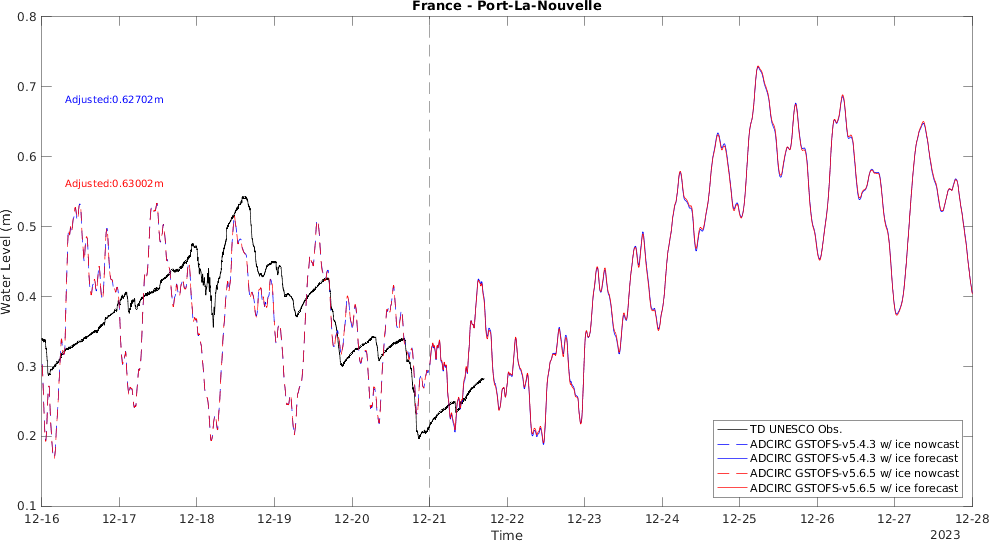 France - Port-La-Nouvelle
0.8
0.7
Adjusted:0.62702m
0.6
Adjusted:0.63002m
0.5
Water Level (m)
0.4
0.3
0.2
0.1
TD UNESCO Obs.
ADCIRC GSTOFS-v5.4.3 w/ ice nowcast
ADCIRC GSTOFS-v5.4.3 w/ ice forecast
ADCIRC GSTOFS-v5.6.5 w/ ice nowcast
ADCIRC GSTOFS-v5.6.5 w/ ice forecast
12-16 12-17 12-18 12-19 12-20 12-21 12-22 12-23 12-24 12-25 12-26 12-27 12-28
Time
2023